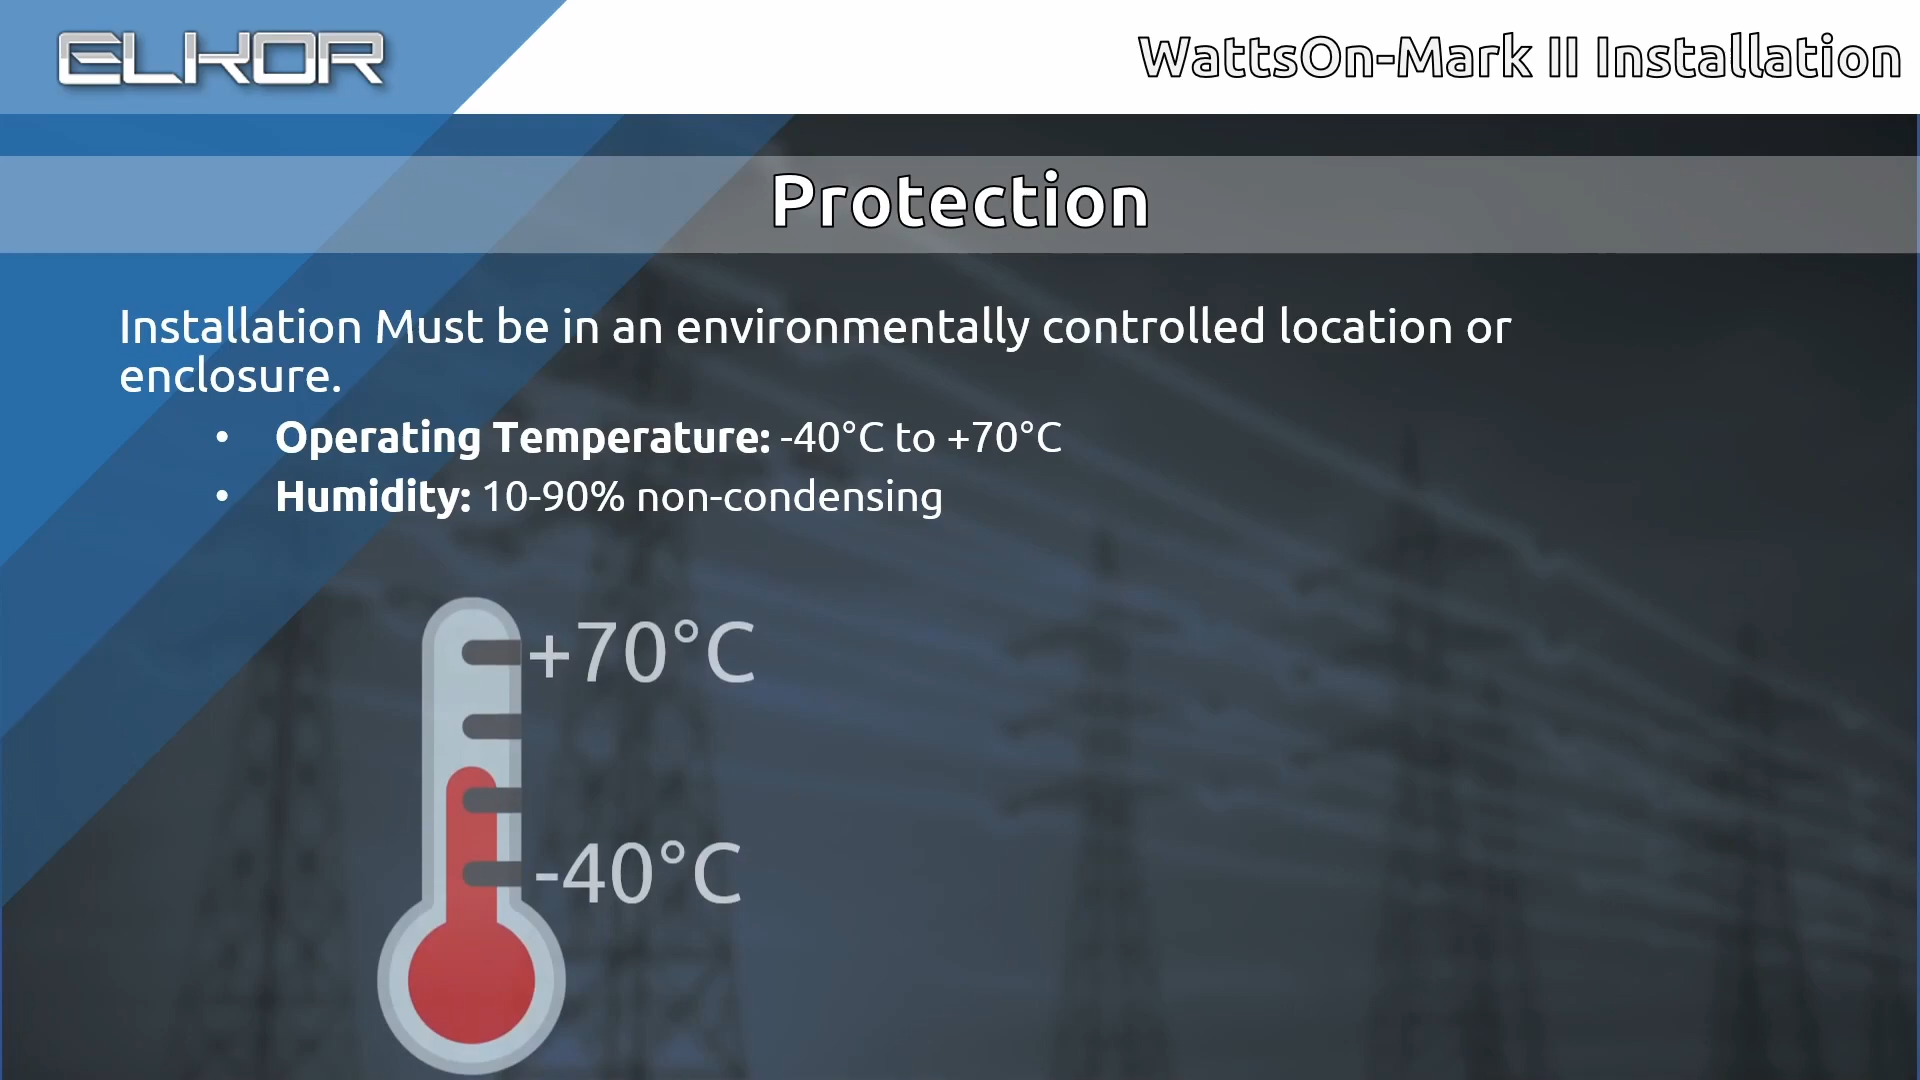 ELKOR
WattsOn-Mark II Installation
Protection
Installation Must be in an environmentally controlled location or
enclosure.
• Operating Temperature: -40°C to +70°C
• Humidity: 10-90% non-condensing
+70°C
-40°C